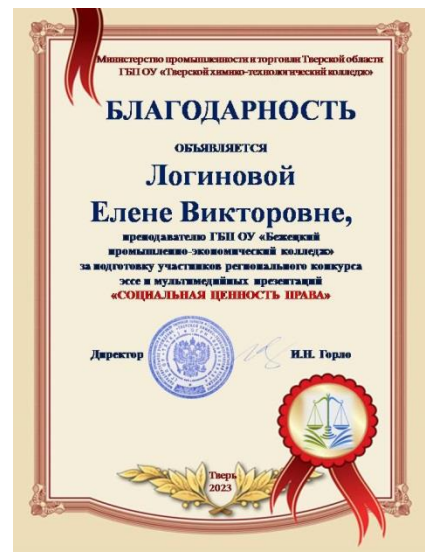 Министерство промышленности и торговли Тверской области
ГБП ОУ «Тверской химико-технологический колледж»
БЛАГОДАРНОСТЬ
ОБЪЯВЛЯЕТСЯ
Логиновой
Елене Викторовне,
преподавателю ГБП ОУ «Бежецкий
промышленно-экономический колледж»
за подготовку участников регионального конкурса
эссе и мультимедийных презентаций
«СОЦИАЛЬНАЯ ЦЕННОСТЬ ПРАВА»
Директор И.Н. Горло
Тверь
2023